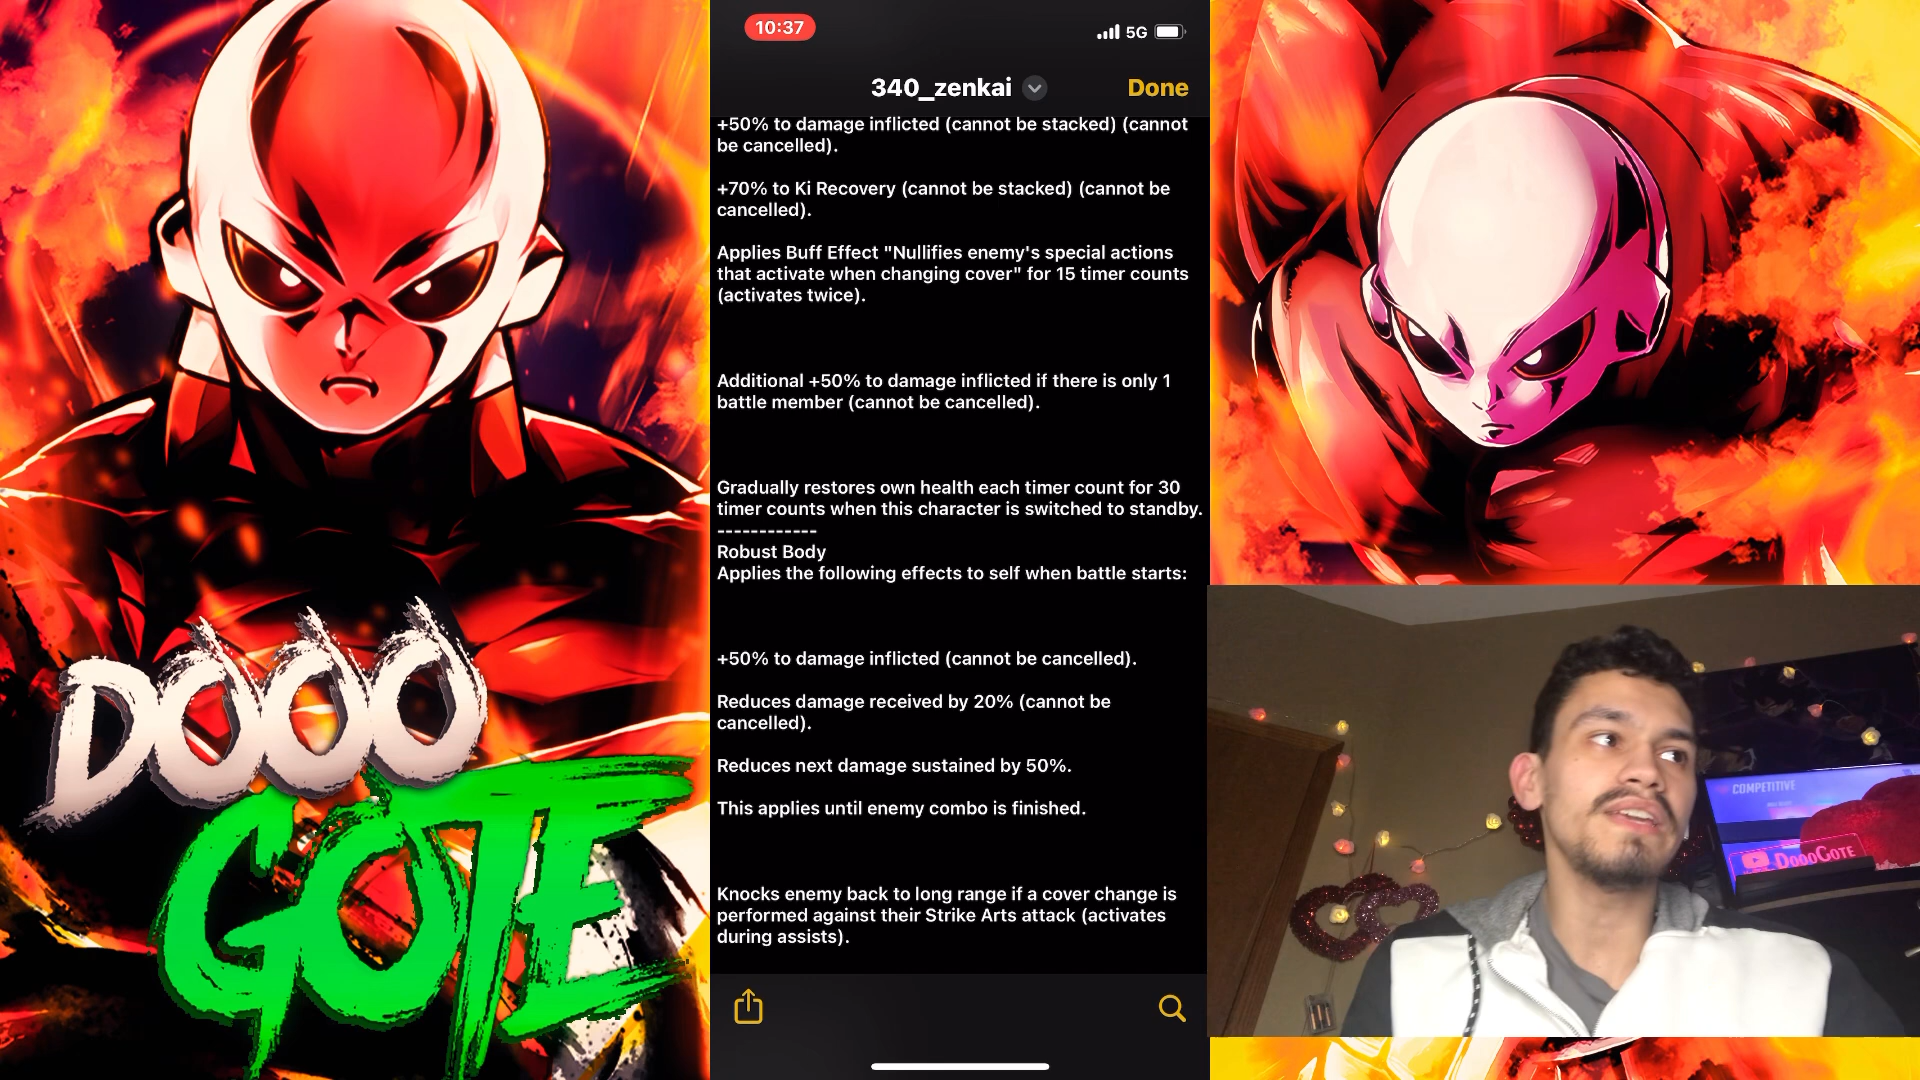 10:37
5G
340_zenkai
Done
+50% to damage inflicted (cannot be stacked) (cannot
be cancelled).
+70% to Ki Recovery (cannot be stacked) (cannot be
cancelled).
Applies Buff Effect "Nullifies enemy's special actions
that activate when changing cover" for 15 timer counts
(activates twice).
Additional +50% to damage inflicted if there is only 1
battle member (cannot be cancelled).
Gradually restores own health each timer count for 30
timer counts when this character is switched to standby.
------------
Robust Body
Applies the following effects to self when battle starts:
+50% to damage inflicted (cannot be cancelled).
Reduces damage received by 20% (cannot be
cancelled).
Reduces next damage sustained by 50%.
This applies until enemy combo is finished.
Knocks enemy back to long range if a cover change is
performed against their Strike Arts attack (activates
during assists).
DOOO
GOTE
COMPETITIVE
DOOOGOTE